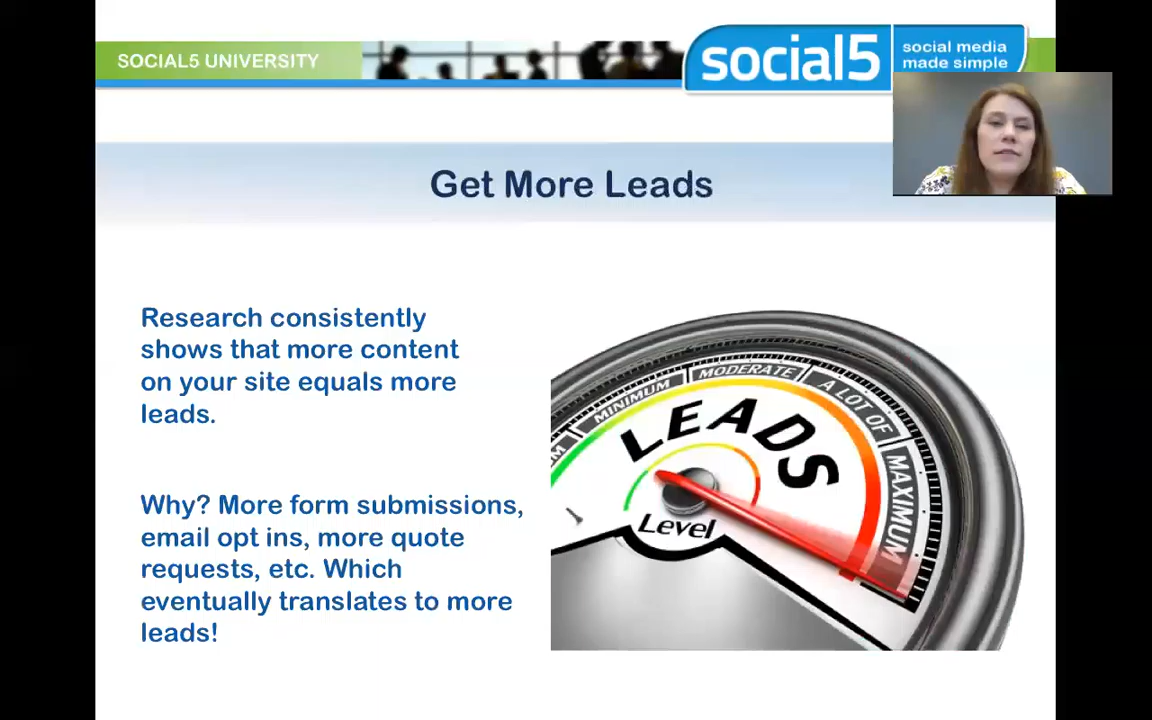 SOCIAL5 UNIVERSITY
social5
social media
made simple
Get More Leads
Research consistently
shows that more content
on your site equals more
leads.
Why? More form submissions,
email opt ins, more quote
requests, etc. Which
eventually translates to more
leads!
MINIMUM
MODERATE
A LOT OF
MAXIMUM
LEADS
Level